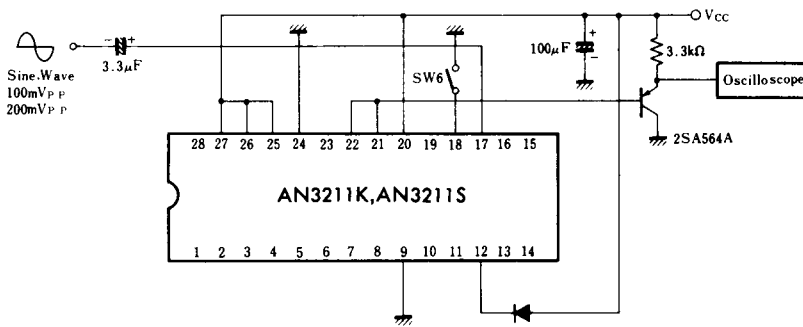 Vcc
3.3μF
Sine.Wave
100mVP P
200mVP P
SW6
100μF
3.3kΩ
Oscilloscope
2SA564A
28 27 26 25 24 23 22 21 20 19 18 17 16 15
AN3211K,AN3211S
1 2 3 4 5 6 7 8 9 10 11 12 13 14